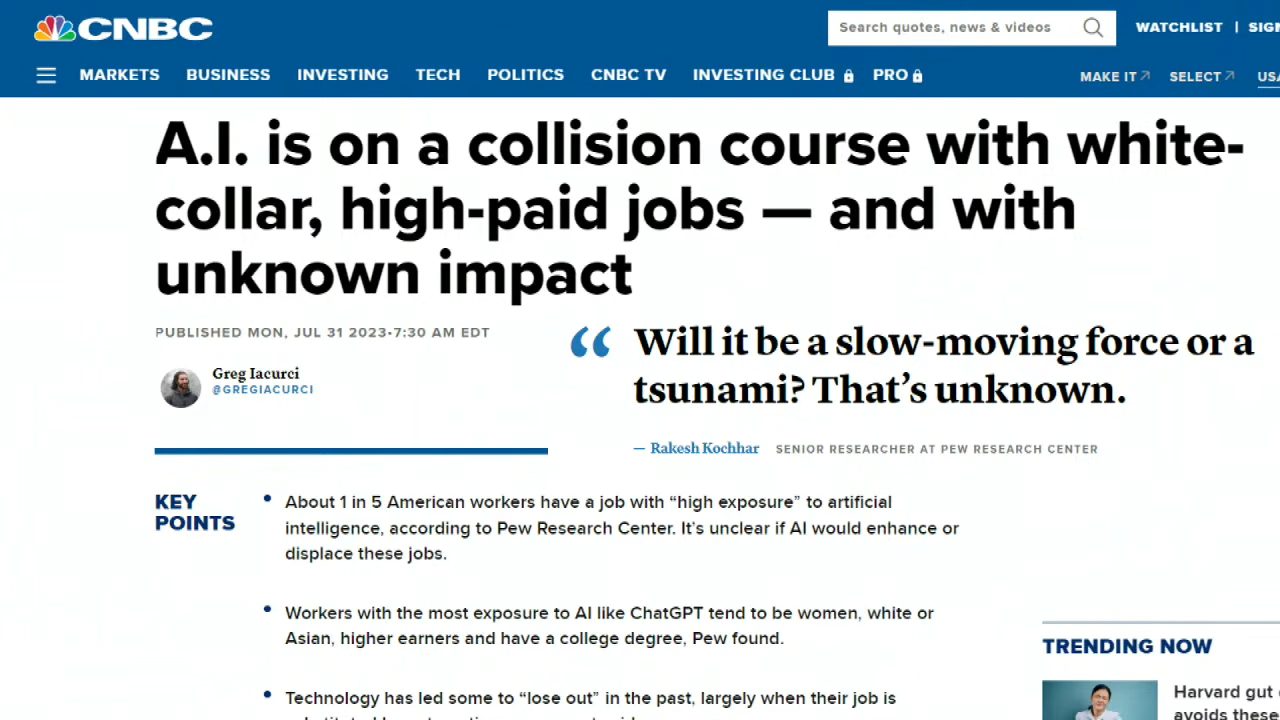 CNBC
Search quotes, news & videos
WATCHLIST | SIGN
MARKETS BUSINESS INVESTING TECH POLITICS CNBC TV INVESTING CLUB PRO
MAKE IT SELECT USA
A.I. is on a collision course with white-
collar, high-paid jobs — and with
unknown impact
PUBLISHED MON, JUL 31 2023•7:30 AM EDT
Greg Iacurci
@GREGIACURCI
“ Will it be a slow-moving force or a
tsunami? That’s unknown.
— Rakesh Kochhar SENIOR RESEARCHER AT PEW RESEARCH CENTER
KEY
POINTS
• About 1 in 5 American workers have a job with “high exposure” to artificial
intelligence, according to Pew Research Center. It’s unclear if AI would enhance or
displace these jobs.
• Workers with the most exposure to AI like ChatGPT tend to be women, white or
Asian, higher earners and have a college degree, Pew found.
• Technology has led some to “lose out” in the past, largely when their job is
TRENDING NOW
Harvard gut
avoids these